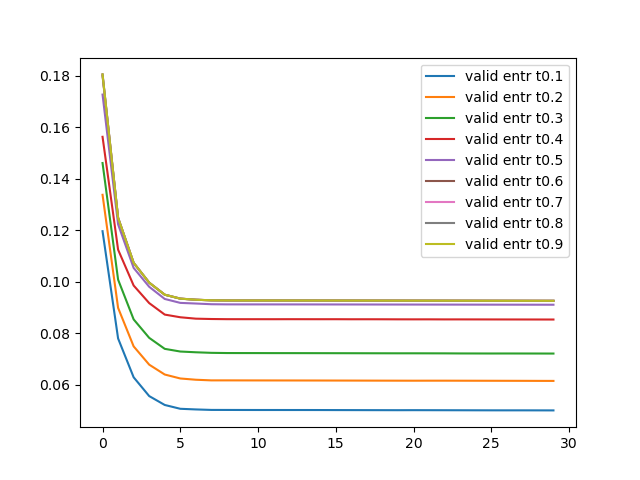 0.18
0.16
0.14
0.12
0.10
0.08
0.06
0 5 10 15 20 25 30
valid entr t0.1
valid entr t0.2
valid entr t0.3
valid entr t0.4
valid entr t0.5
valid entr t0.6
valid entr t0.7
valid entr t0.8
valid entr t0.9